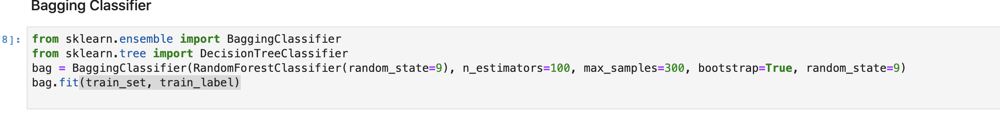 Bagging Classifier
8]:
from sklearn.ensemble import BaggingClassifier
from sklearn.tree import DecisionTreeClassifier
bag = BaggingClassifier(RandomForestClassifier(random_state=9), n_estimators=100, max_samples=300, bootstrap=True, random_state=9)
bag.fit(train_set, train_label)